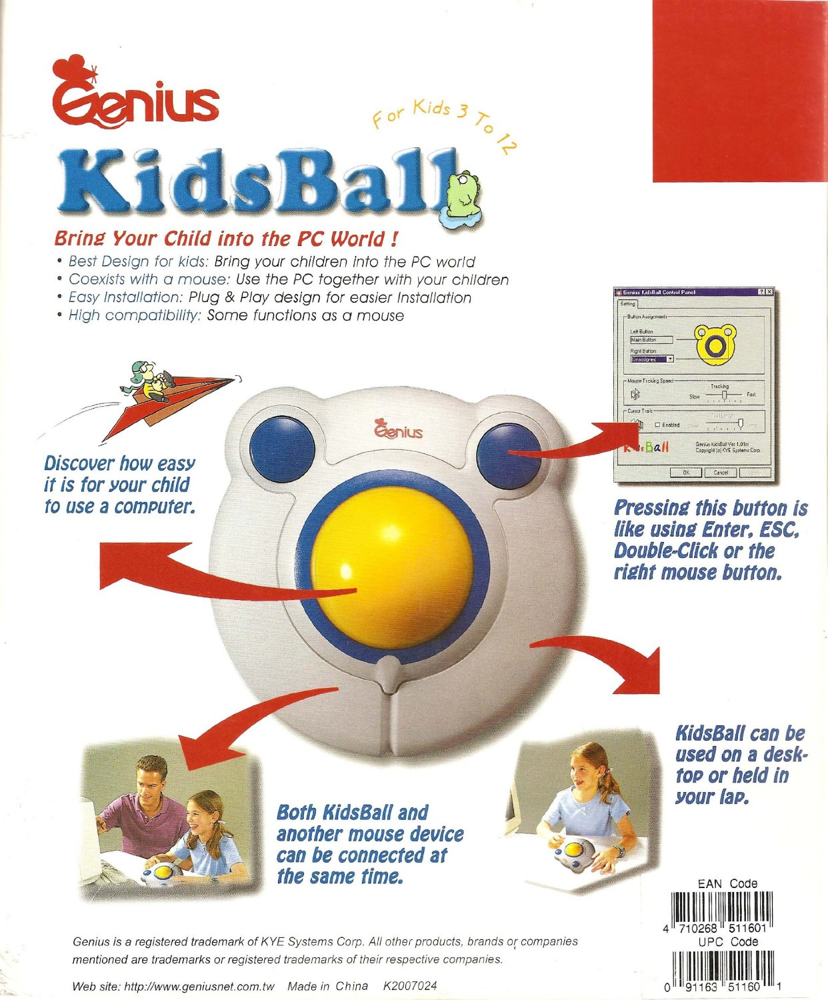 Genius
For Kids 3 To 12
KidsBall
Bring Your Child into the PC World !
• Best Design for kids: Bring your children into the PC world
• Coexists with a mouse: Use the PC together with your children
• Easy Installation: Plug & Play design for easier Installation
• High compatibility: Some functions as a mouse
Genius KidsBall Control Panel
Setting
Button Assignments
Left Button
Main Button
Right Button
Unassigned
Mouse Tricking Speed
Tracking
Slow
Fast
Cursor Trails
Enabled
KidsBall
Genius KidsBall Ver 1.01m
Copyright (c) KYE Systems Corp.
OK
Cancel
Genius
Discover how easy
it is for your child
to use a computer.
Pressing this button is
like using Enter, ESC,
Double-Click or the
right mouse button.
KidsBall can be
used on a desk-
top or held in
your lap.
Both KidsBall and
another mouse device
can be connected at
the same time.
EAN Code
4 710268 511601
UPC Code
0 91163 51160 1
Genius is a registered trademark of KYE Systems Corp. All other products, brands or companies
mentioned are trademarks or registered trademarks of their respective companies.
Web site: http://www.geniusnet.com.tw Made in China K2007024